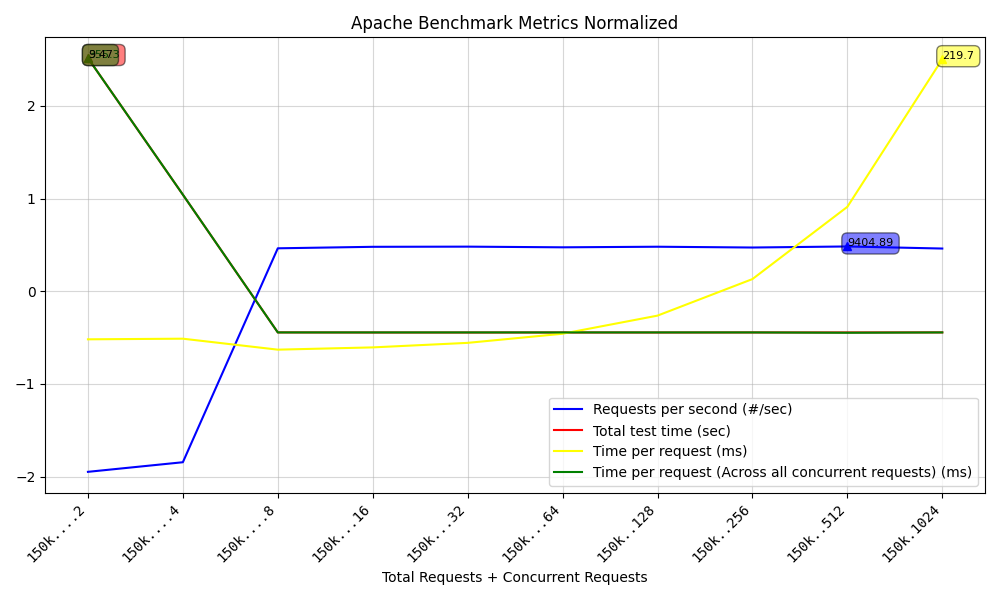 Apache Benchmark Metrics Normalized
9.47
219.7
9404.89
2
1
0
−1
−2
Requests per second (#/sec)
Total test time (sec)
Time per request (ms)
Time per request (Across all concurrent requests) (ms)
150k....2
150k....4
150k....8
150k...16
150k...32
150k...64
150k..128
150k..256
150k..512
150k.1024
Total Requests + Concurrent Requests